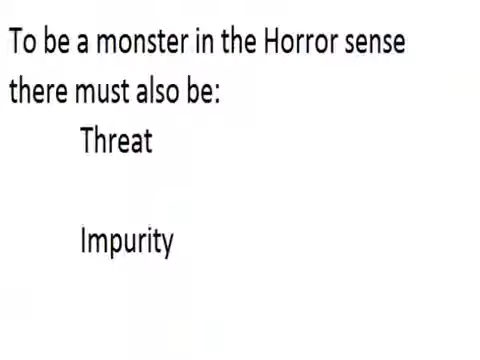 To be a monster in the Horror sense
there must also be:
Threat
Impurity